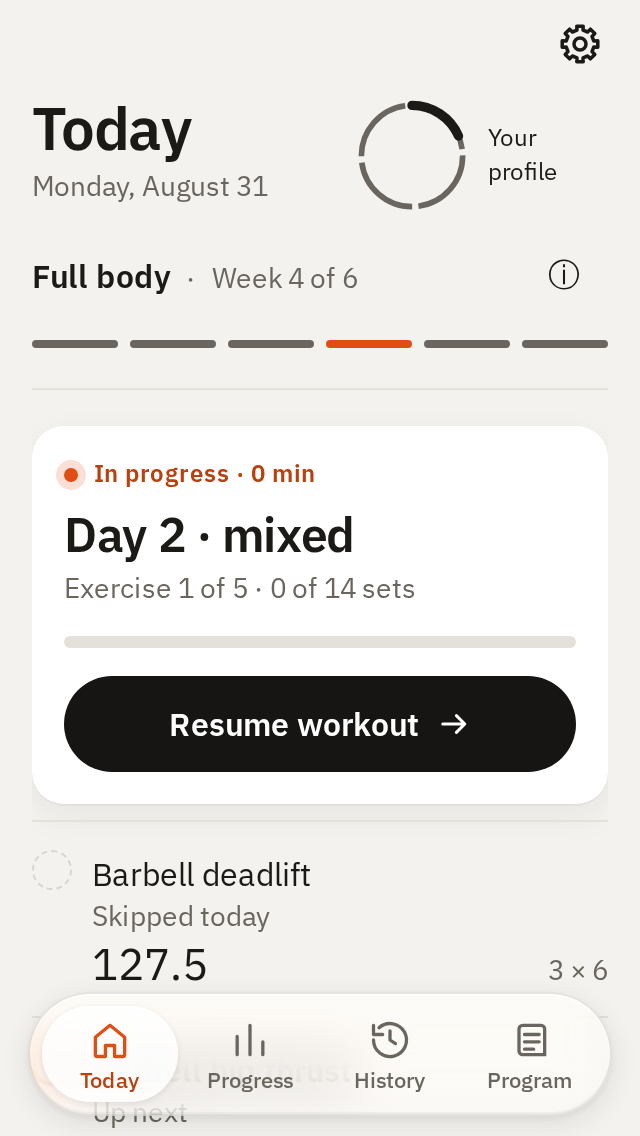 Today
Monday, August 31
Your
profile
Full body · Week 4 of 6
In progress · 0 min
Day 2 · mixed
Exercise 1 of 5 · 0 of 14 sets
Resume workout →
Barbell deadlift
Skipped today
127.5
3 × 6
Up next
Today
Progress
History
Program